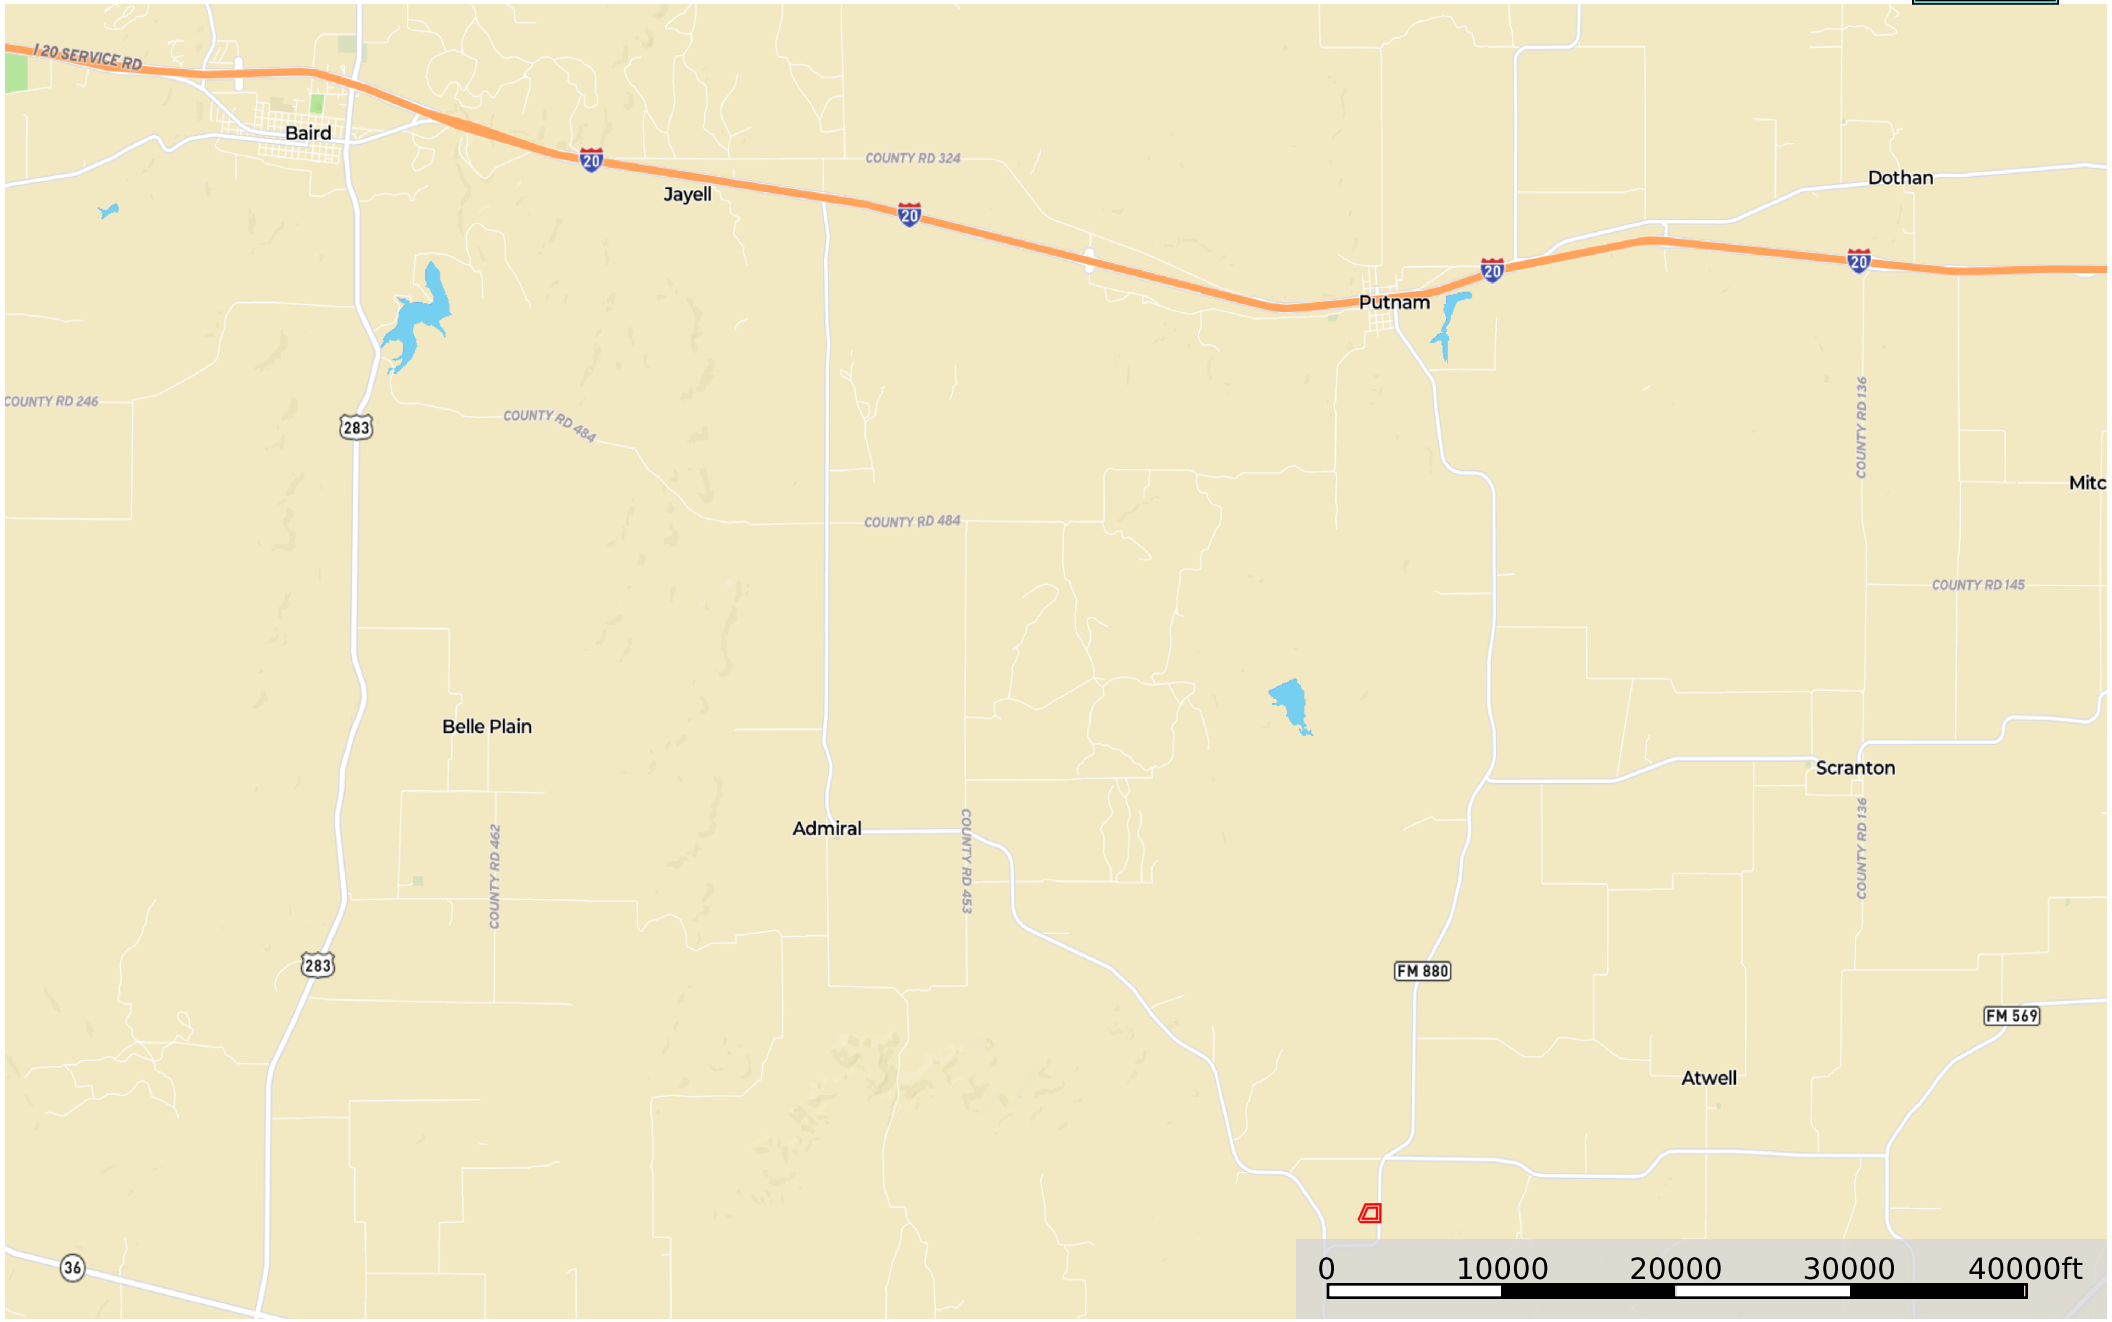 I 20 SERVICE RD
Baird
20
Jayell
COUNTY RD 324
20
Dothan
20
20
Putnam
COUNTY RD 246
283
COUNTY RD 484
COUNTY RD 136
Mitc
COUNTY RD 484
COUNTY RD 145
Belle Plain
Scranton
Admiral
COUNTY RD 462
COUNTY RD 453
COUNTY RD 136
283
FM 880
FM 569
Atwell
36
0 10000 20000 30000 40000ft